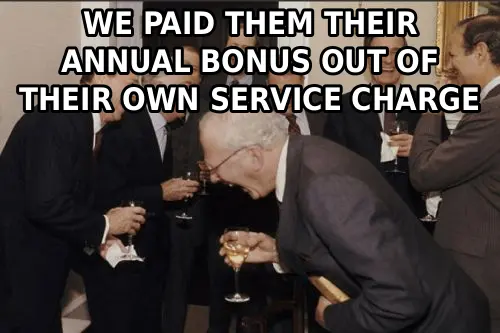 WE PAID THEM THEIR
ANNUAL BONUS OUT OF
THEIR OWN SERVICE CHARGE